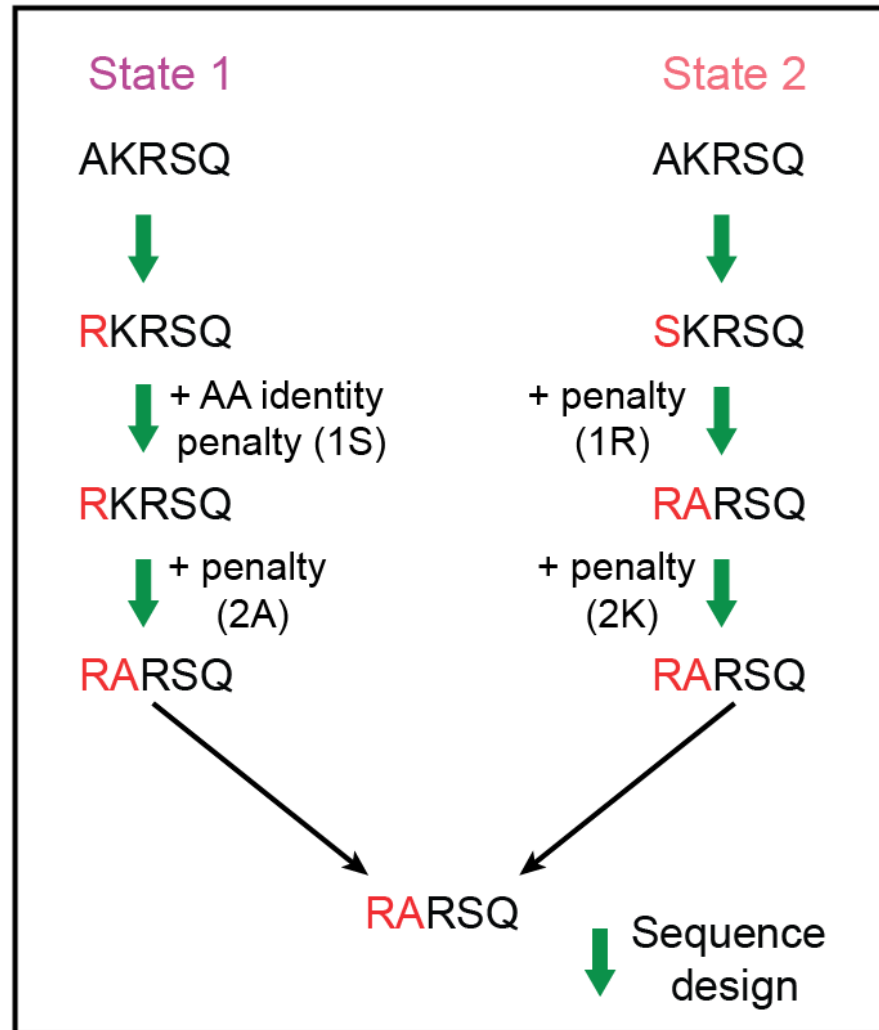 State 1
State 2
AKRSQ
AKRSQ
RKRSQ
SKRSQ
+ AA identity
penalty (1S)
+ penalty
(1R)
RKRSQ
RARSQ
+ penalty
(2A)
+ penalty
(2K)
RARSQ
RARSQ
RARSQ
Sequence
design